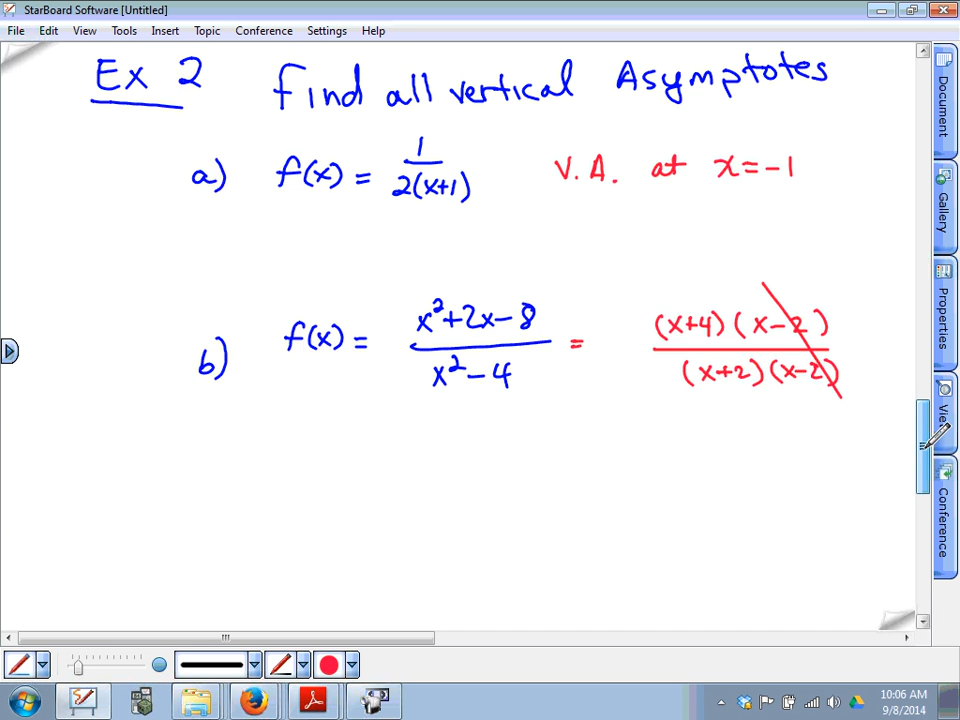 StarBoard Software [Untitled]
File Edit View Tools Insert Topic Conference Settings Help
Ex 2 Find all vertical Asymptotes
a) f(x) = 1 / 2(x+1) V.A. at x=-1
b) f(x) = x²+2x-8 / x²-4 = (x+4)(x-2) / (x+2)(x-2)
Document
Gallery
Properties
Conference
10:06 AM
9/8/2014